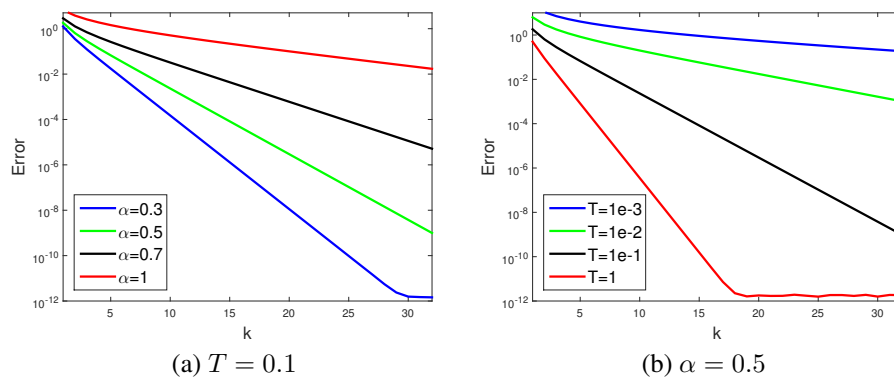 10^0
10^-2
10^-4
10^-6
10^-8
10^-10
10^-12
Error
α=0.3
α=0.5
α=0.7
α=1
5 10 15 20 25 30
k
(a) T = 0.1
10^0
10^-2
10^-4
10^-6
10^-8
10^-10
10^-12
Error
T=1e-3
T=1e-2
T=1e-1
T=1
5 10 15 20 25 30
k
(b) α = 0.5